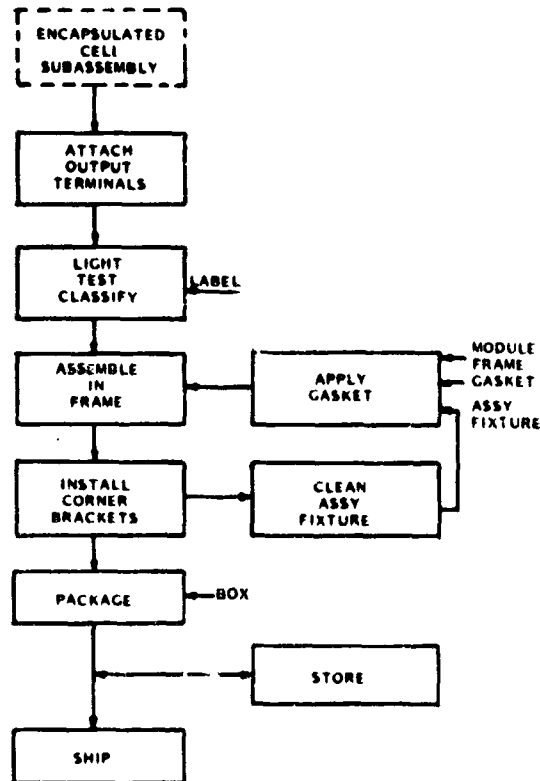 ENCAPSULATED
CELL
SUBASSEMBLY
ATTACH
OUTPUT
TERMINALS
LIGHT
TEST
CLASSIFY
LABEL
ASSEMBLE
IN
FRAME
APPLY
GASKET
MODULE
FRAME
GASKET
ASSY
FIXTURE
INSTALL
CORNER
BRACKETS
CLEAN
ASSY
FIXTURE
PACKAGE
BOX
STORE
SHIP